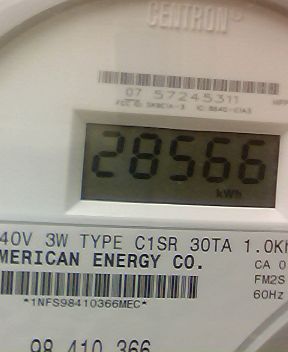 CENTRON®
07 57245311
28566
kWh
40V 3W TYPE C1SR 30TA 1.0Kh
MERICAN ENERGY CO.
CA 0
FM2S
60Hz
*1NFS98410366MEC*
98 410 366